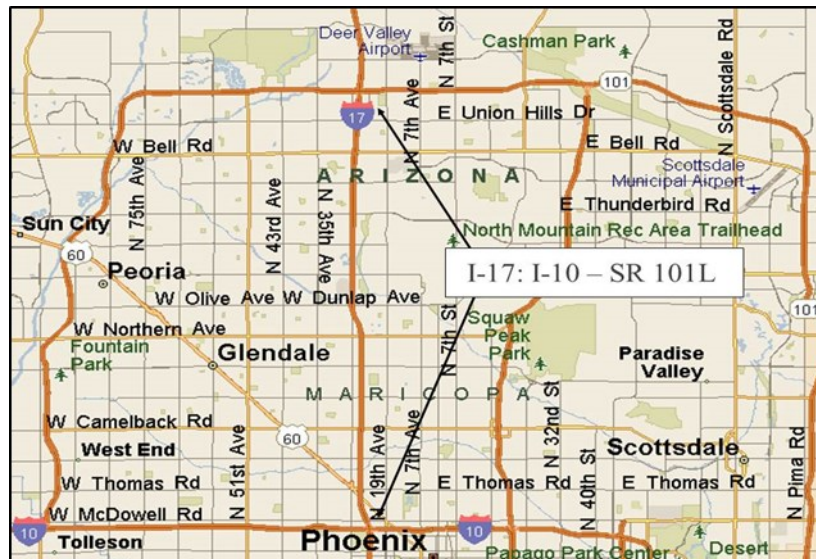 Deer Valley
Airport
N 7th St
Cashman Park
N Scottsdale Rd
101
17
N 7th Ave
E Union Hills Dr
W Bell Rd
E Bell Rd
ARIZONA
Scottsdale
Municipal Airport
N 75th Ave
N 43rd Ave
N 35th Ave
E Thunderbird Rd
Sun City
North Mountain Rec Area Trailhead
60
Peoria
I-17: I-10 – SR 101L
W Olive Ave
W Dunlap Ave
101
W Northern Ave
N 7th St
Squaw
Peak
Park
Fountain
Park
Glendale
Paradise
Valley
MARICOPA
W Camelback Rd
60
N 51st Ave
N 19th Ave
N 7th Ave
N 32nd St
West End
Scottsdale
N 40th St
N Pima Rd
W Thomas Rd
E Thomas Rd
E Thomas Rd
W McDowell Rd
10
10
Tolleson
Phoenix
Papago Park Center
Desert